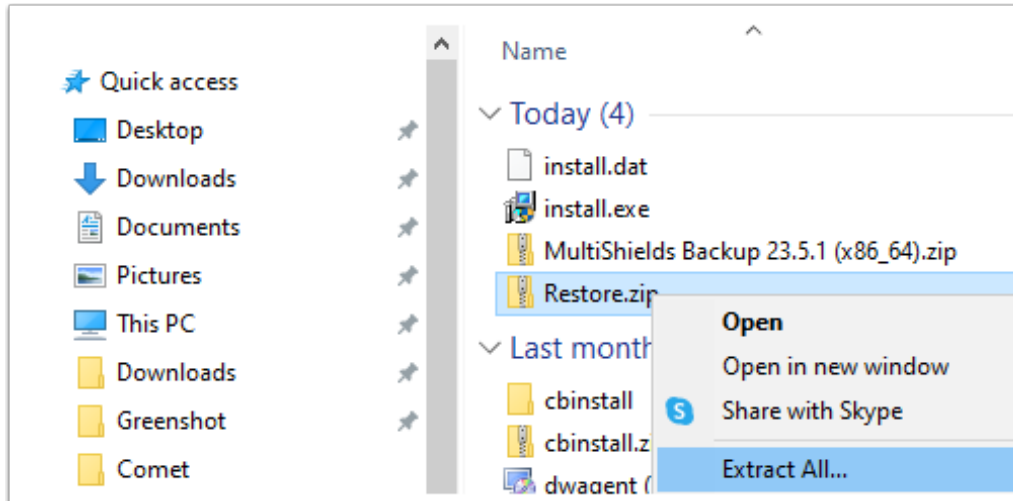 Quick access
Desktop
Downloads
Documents
Pictures
This PC
Downloads
Greenshot
Comet
Name
Today (4)
install.dat
install.exe
MultiShields Backup 23.5.1 (x86_64).zip
Restore.zip
Last month
cbinstall
cbinstall.z
dwagent (
Open
Open in new window
S
Share with Skype
Extract All...